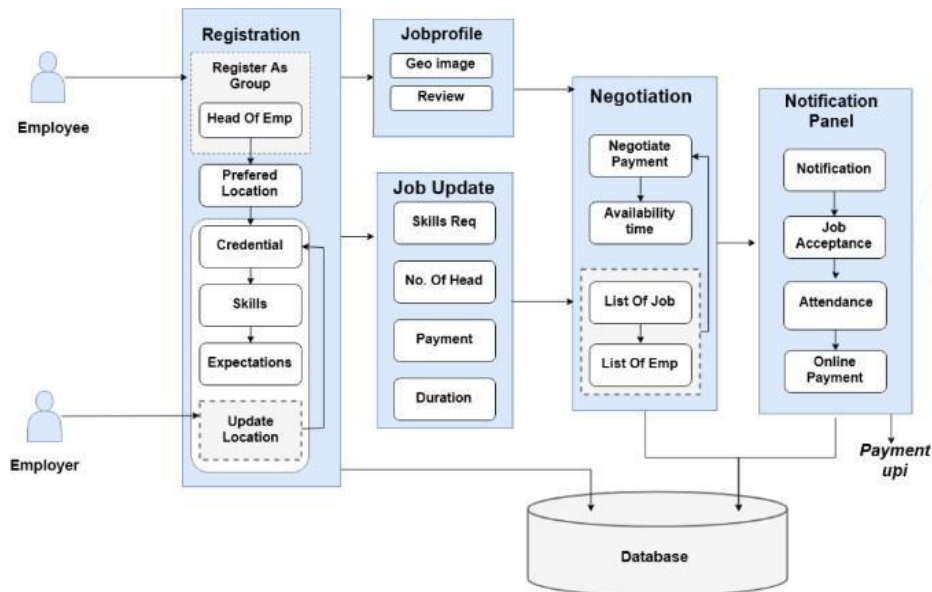 Employee
Employer
Registration
Register As
Group
Head Of Emp
Prefered
Location
Credential
Skills
Expectations
Update
Location
Jobprofile
Geo image
Review
Job Update
Skills Req
No. Of Head
Payment
Duration
Negotiation
Negotiate
Payment
Availability
time
List Of Job
List Of Emp
Notification
Panel
Notification
Job
Acceptance
Attendance
Online
Payment
Payment
upi
Database